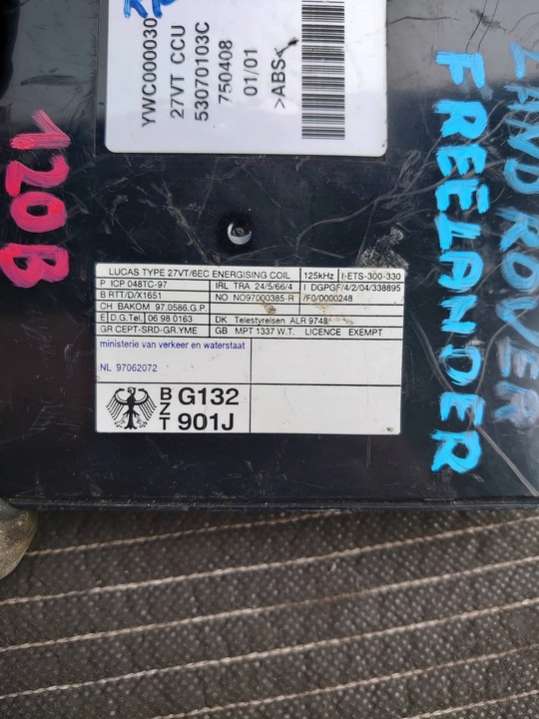 YWC000030
27VT CCU
53070103C
750408
01/01
>ABS<
120B
LAND ROVER
FREELANDER
LUCAS TYPE 27VT/6EC ENERGISING COIL 125kHz I-ETS-300-330
P ICP 048TC-97 IRL TRA 24/5/66/4 I DGPGF/4/2/04/338895
B RTT/D/X1651 NO NO97000385-R /F0/0000248
CH BAKOM 97.0586.G.P
E D.G.Tel. 06 98 0163 DK Telestyrelsen ALR 9748
GR CEPT-SRD-GR.YME GB MPT 1337 W.T. LICENCE EXEMPT
ministerie van verkeer en waterstaat
NL 97062072
BZT G132
901J